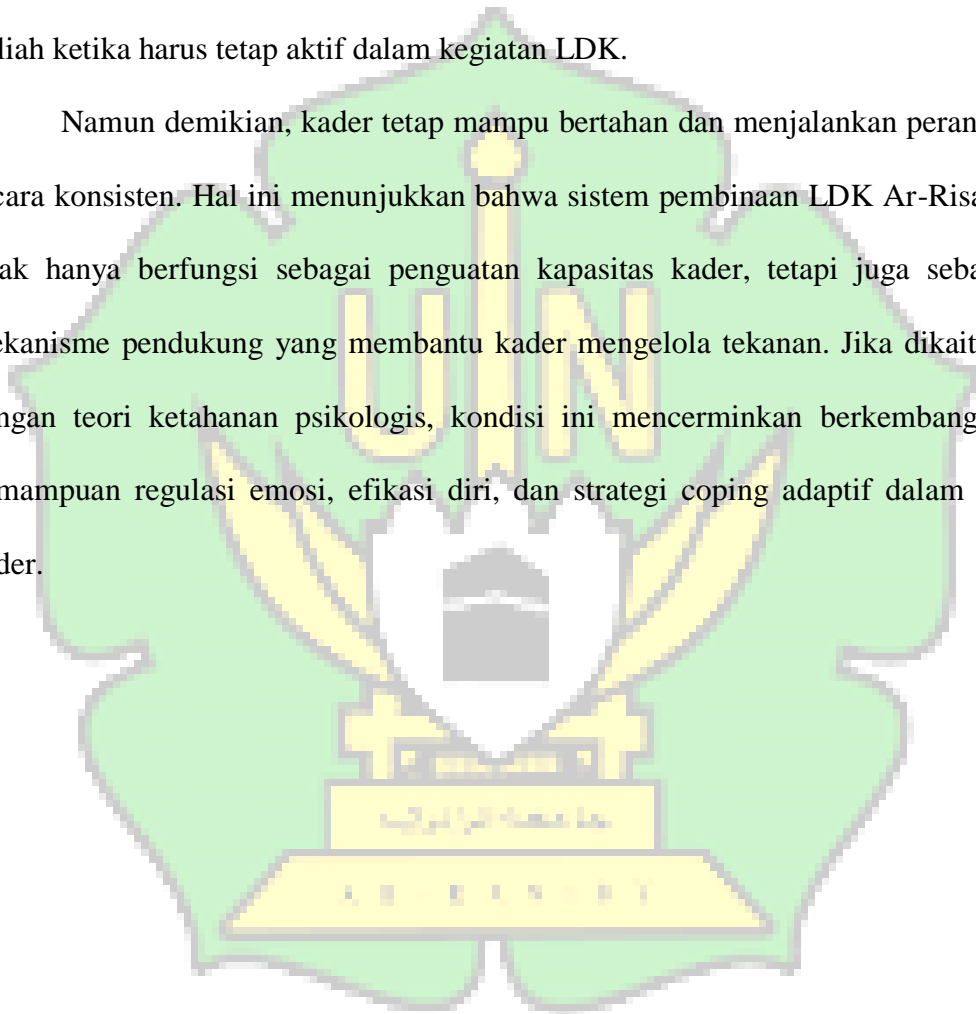 liah ketika harus tetap aktif dalam kegiatan LDK.
Namun demikian, kader tetap mampu bertahan dan menjalankan peran
cara konsisten. Hal ini menunjukkan bahwa sistem pembinaan LDK Ar-Risa
ak hanya berfungsi sebagai penguatan kapasitas kader, tetapi juga seba
ekanisme pendukung yang membantu kader mengelola tekanan. Jika dikait
ngan teori ketahanan psikologis, kondisi ini mencerminkan berkembang
mampuan regulasi emosi, efikasi diri, dan strategi coping adaptif dalam
der.
UIN
A R - R A N I R Y